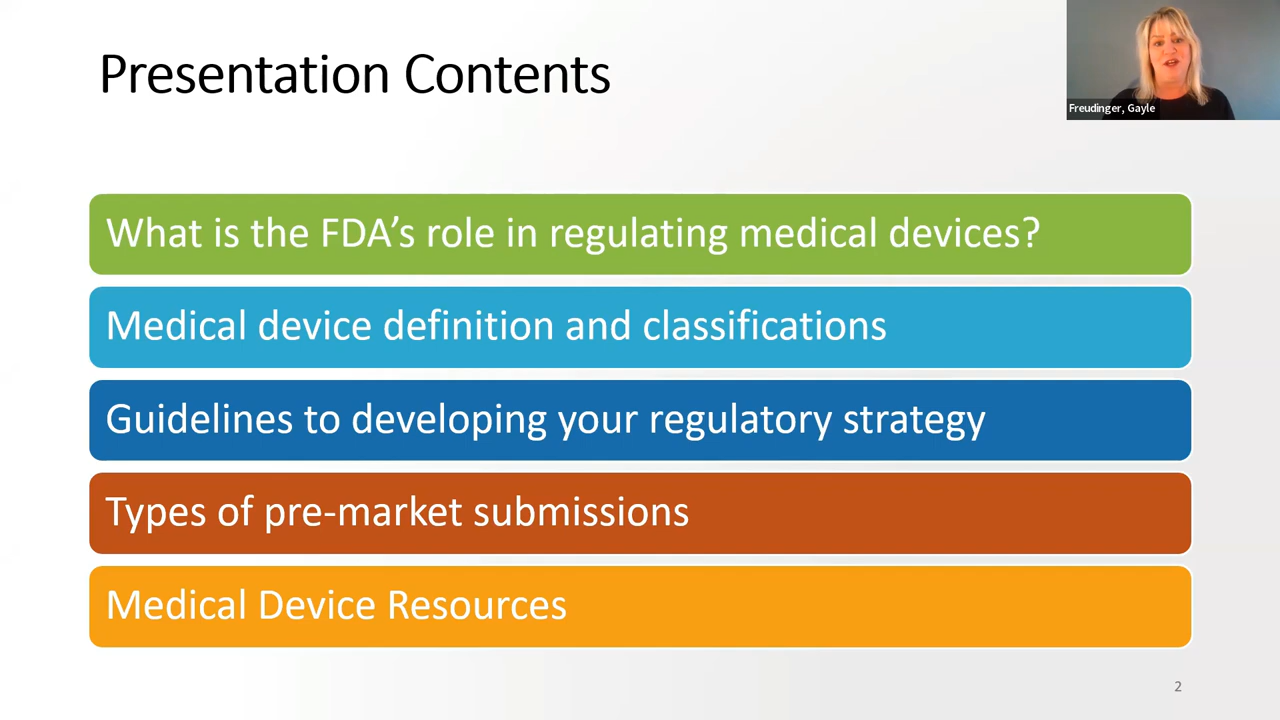 Presentation Contents
Freudinger, Gayle
What is the FDA’s role in regulating medical devices?
Medical device definition and classifications
Guidelines to developing your regulatory strategy
Types of pre-market submissions
Medical Device Resources
2